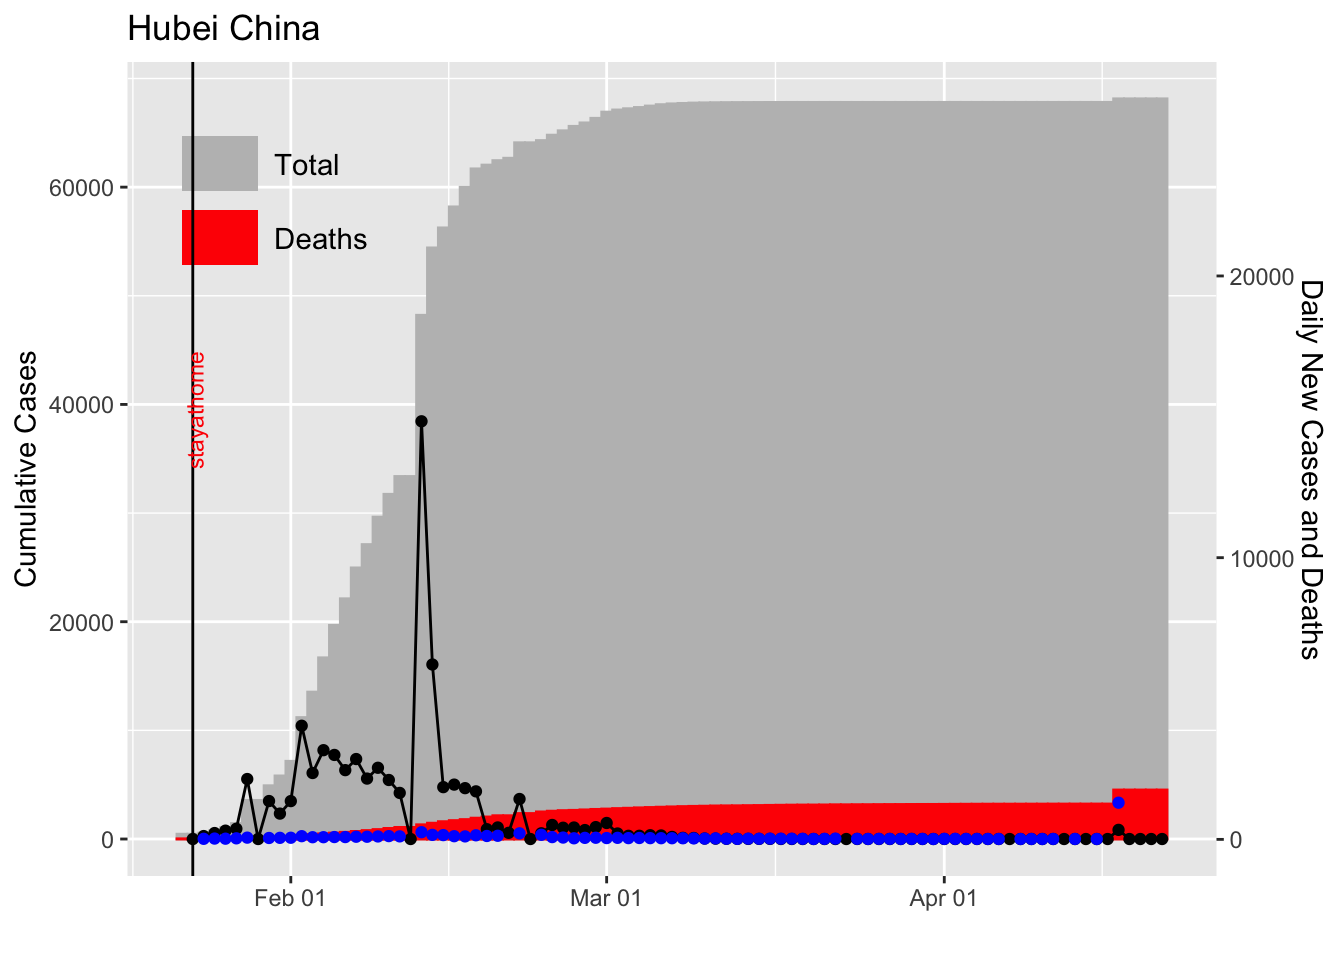 Hubei China
Total
Deaths
stayathome
Cumulative Cases
60000
40000
20000
0
20000
10000
0
Daily New Cases and Deaths
Feb 01
Mar 01
Apr 01